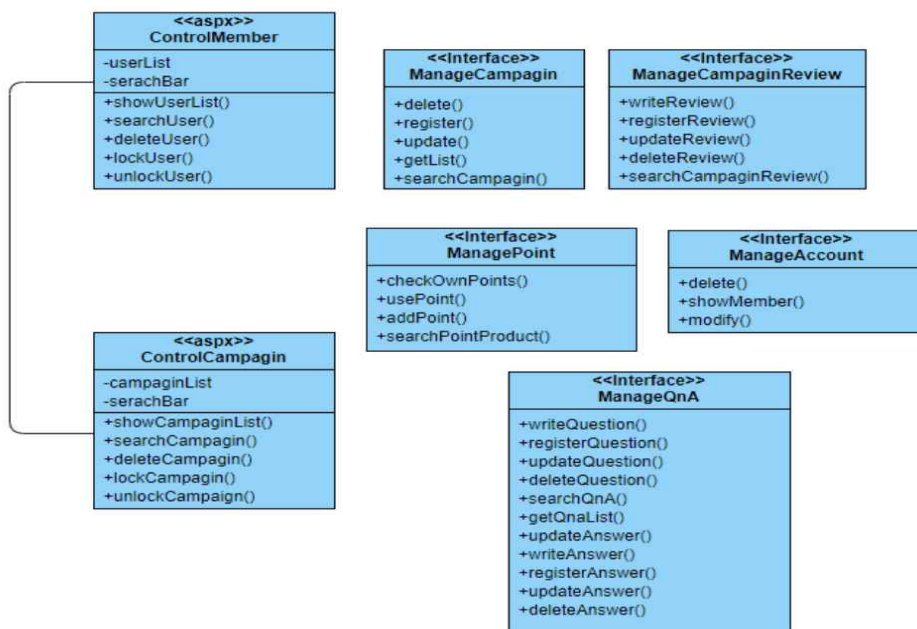 <<aspx>>
ControlMember
-userList
-serachBar
+showUserList()
+searchUser()
+deleteUser()
+lockUser()
+unlockUser()
<<Interface>>
ManageCampagin
+delete()
+register()
+update()
+getList()
+searchCampagin()
<<Interface>>
ManageCampaginReview
+writeReview()
+registerReview()
+updateReview()
+deleteReview()
+searchCampaginReview()
<<Interface>>
ManagePoint
+checkOwnPoints()
+usePoint()
+addPoint()
+searchPointProduct()
<<Interface>>
ManageAccount
+delete()
+showMember()
+modify()
<<aspx>>
ControlCampagin
-campaginList
-serachBar
+showCampaginList()
+searchCampagin()
+deleteCampagin()
+lockCampagin()
+unlockCampaign()
<<Interface>>
ManageQnA
+writeQuestion()
+registerQuestion()
+updateQuestion()
+deleteQuestion()
+searchQnA()
+getQnaList()
+updateAnswer()
+writeAnswer()
+registerAnswer()
+updateAnswer()
+deleteAnswer()